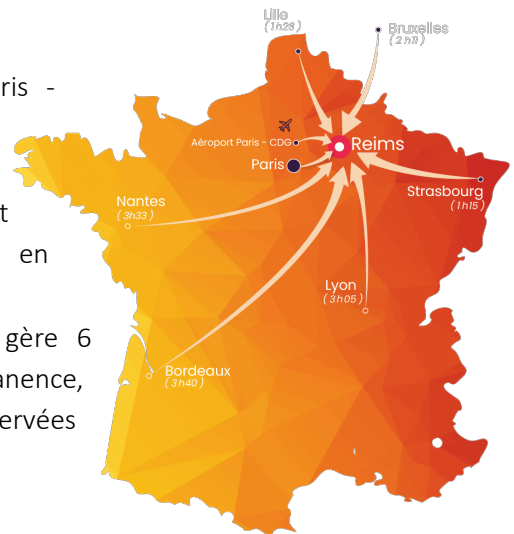 Lille
(1h28)
Bruxelles
(2h11)
ris -
Aéroport Paris - CDG
Reims
Paris
Strasbourg
(1h15)
Nantes
(3h33)
t
en
Lyon
(3h05)
gère 6
anence,
Bordeaux
(3h40)
ervées